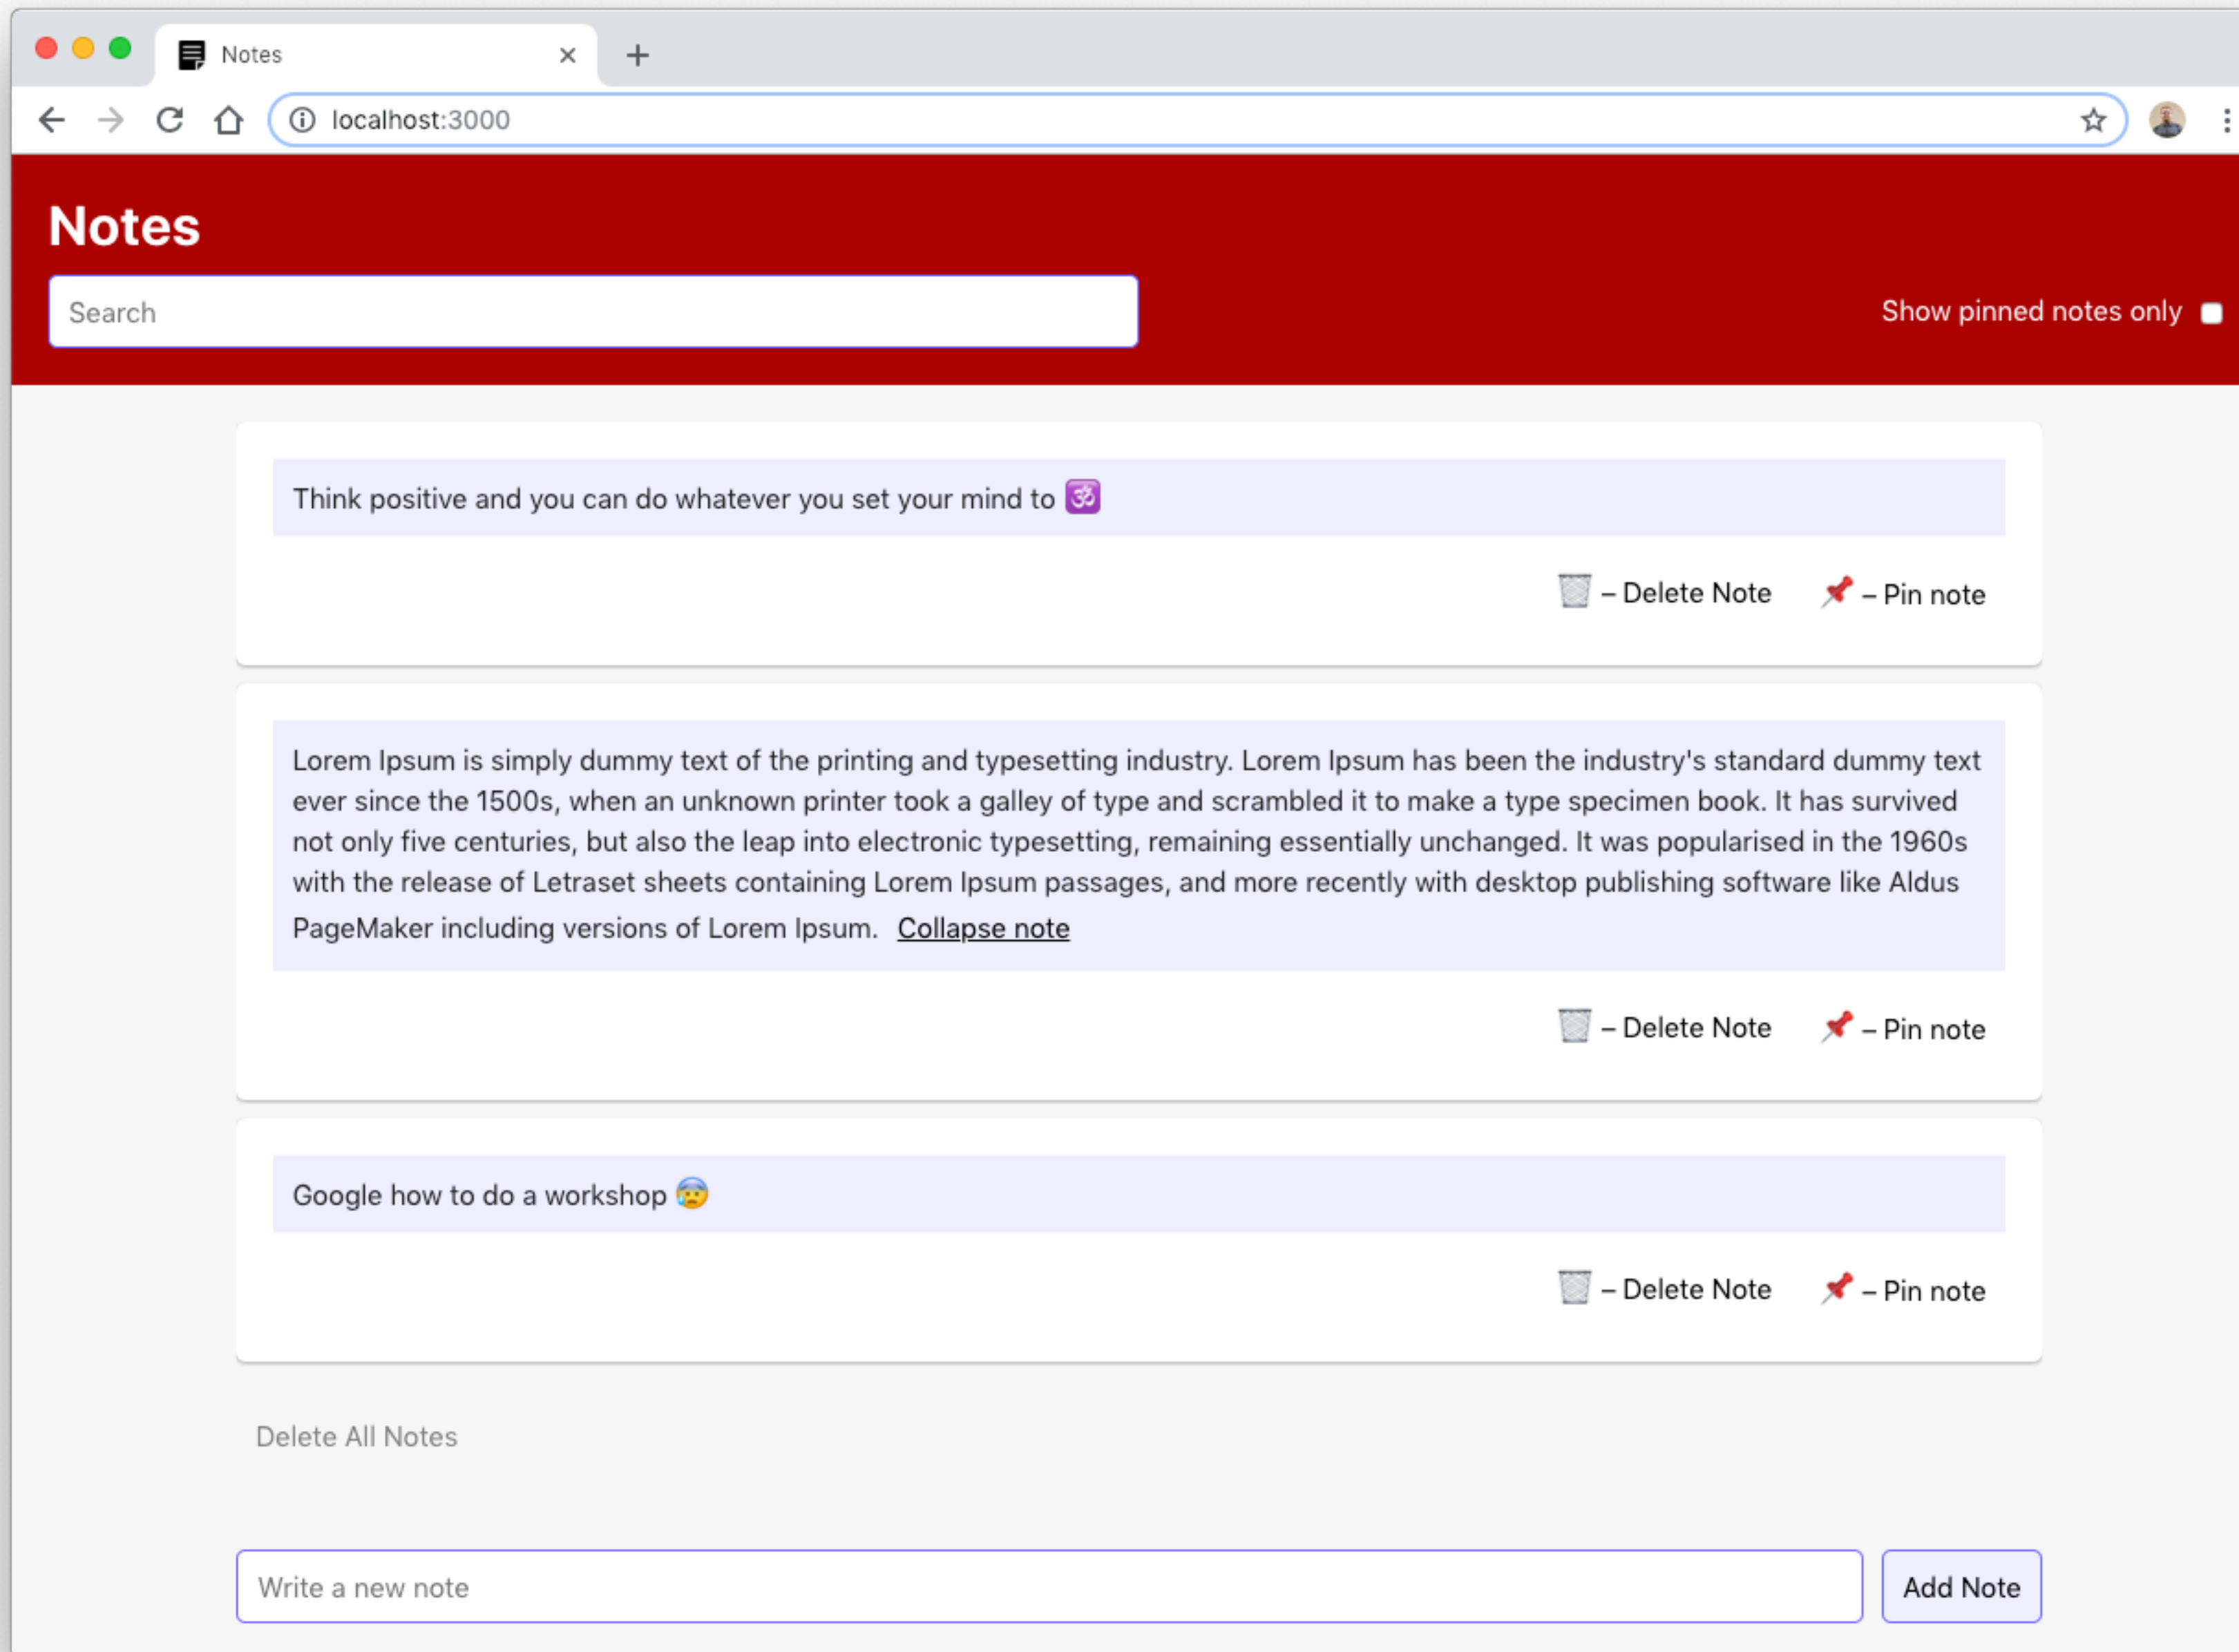 Notes
localhost:3000
Notes
Search
Show pinned notes only
Think positive and you can do whatever you set your mind to 🕉
– Delete Note
– Pin note
Lorem Ipsum is simply dummy text of the printing and typesetting industry. Lorem Ipsum has been the industry's standard dummy text
ever since the 1500s, when an unknown printer took a galley of type and scrambled it to make a type specimen book. It has survived
not only five centuries, but also the leap into electronic typesetting, remaining essentially unchanged. It was popularised in the 1960s
with the release of Letraset sheets containing Lorem Ipsum passages, and more recently with desktop publishing software like Aldus
PageMaker including versions of Lorem Ipsum. Collapse note
– Delete Note
– Pin note
Google how to do a workshop 😰
– Delete Note
– Pin note
Delete All Notes
Write a new note
Add Note